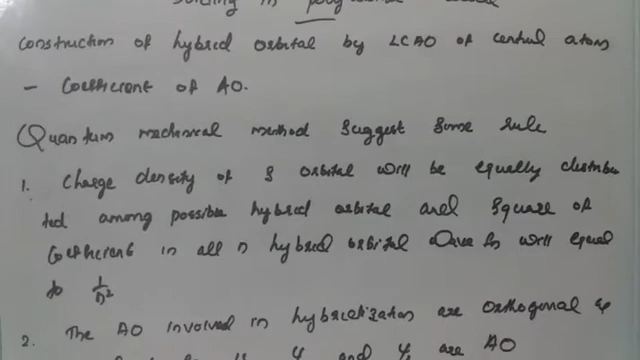 in poly
construction of hybrid orbital by LCAO of central atom
- Coefficient of AO.
Quantum mechanical method suggest some rule
1. Charge density of s orbital will be equally distribu
ted among possible hybrid orbital and square of
coefficient in all n hybrid orbital wave fn will equal
to 1/n²
2. The AO involved in hybridization are orthogonal
and ψ are AO